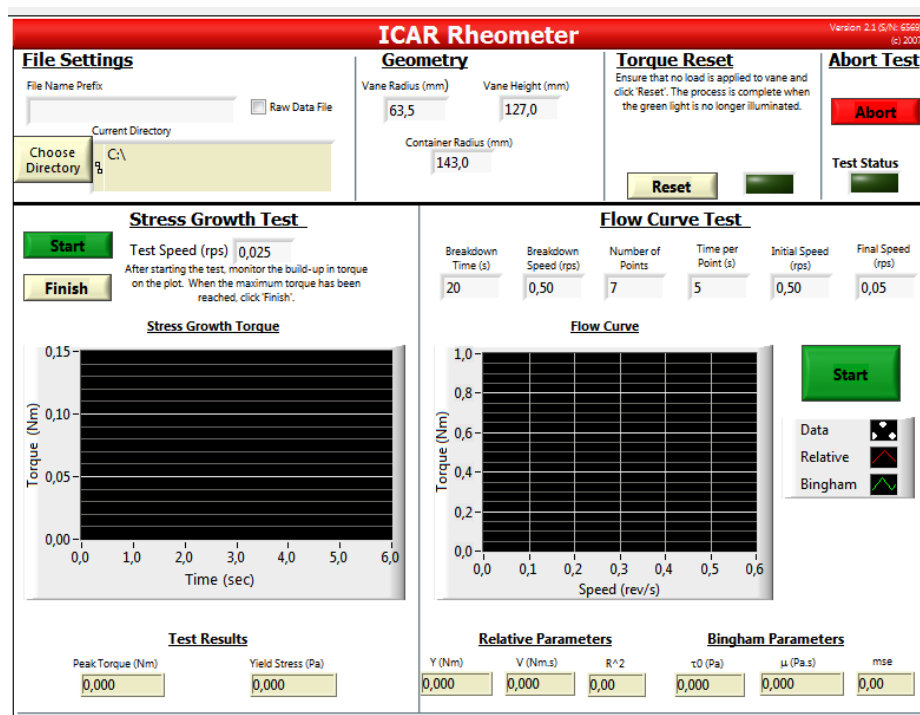 ICAR Rheometer
Version 2.1 (S/N: 6569)
(c) 2007
File Settings
File Name Prefix
Raw Data File
Current Directory
Choose
Directory
C:\
Geometry
Vane Radius (mm)
Vane Height (mm)
63,5
127,0
Container Radius (mm)
143,0
Torque Reset
Ensure that no load is applied to vane and
click 'Reset'. The process is complete when
the green light is no longer illuminated.
Reset
Abort Test
Abort
Test Status
Stress Growth Test
Start
Test Speed (rps)
0,025
Finish
After starting the test, monitor the build-up in torque
on the plot. When the maximum torque has been
reached, click 'Finish'.
Stress Growth Torque
0,15
0,10
0,05
0,00
Torque (Nm)
0,0 1,0 2,0 3,0 4,0 5,0 6,0
Time (sec)
Test Results
Peak Torque (Nm)
Yield Stress (Pa)
0,000
0,000
Flow Curve Test
Breakdown
Time (s)
Breakdown
Speed (rps)
Number of
Points
Time per
Point (s)
Initial Speed
(rps)
Final Speed
(rps)
20
0,50
7
5
0,50
0,05
Flow Curve
1,0
0,8
0,6
0,4
0,2
0,0
Torque (Nm)
0,0 0,1 0,2 0,3 0,4 0,5 0,6
Speed (rev/s)
Start
Data
Relative
Bingham
Relative Parameters
Y (Nm)
V (Nm.s)
R^2
0,000
0,000
0,00
Bingham Parameters
τ0 (Pa)
μ (Pa.s)
mse
0,000
0,000
0,00